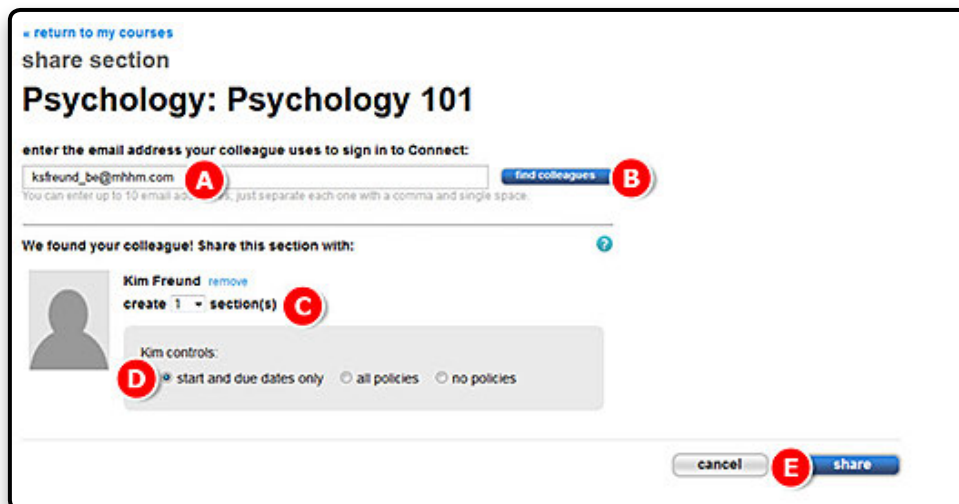 « return to my courses
share section
Psychology: Psychology 101
enter the email address your colleague uses to sign in to Connect:
ksfreund_be@mhhm.com A find colleagues B
You can enter up to 10 email addresses, just separate each one with a comma and single space.
We found your colleague! Share this section with: ?
Kim Freund remove
create 1 section(s) C
Kim controls:
D start and due dates only all policies no policies
cancel E share